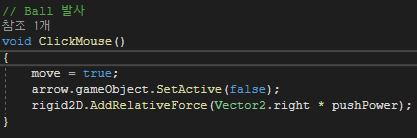 // Ball 발사
참조 1개
void ClickMouse()
{
move = true;
arrow.gameObject.SetActive(false);
rigid2D.AddRelativeForce(Vector2.right * pushPower);
}